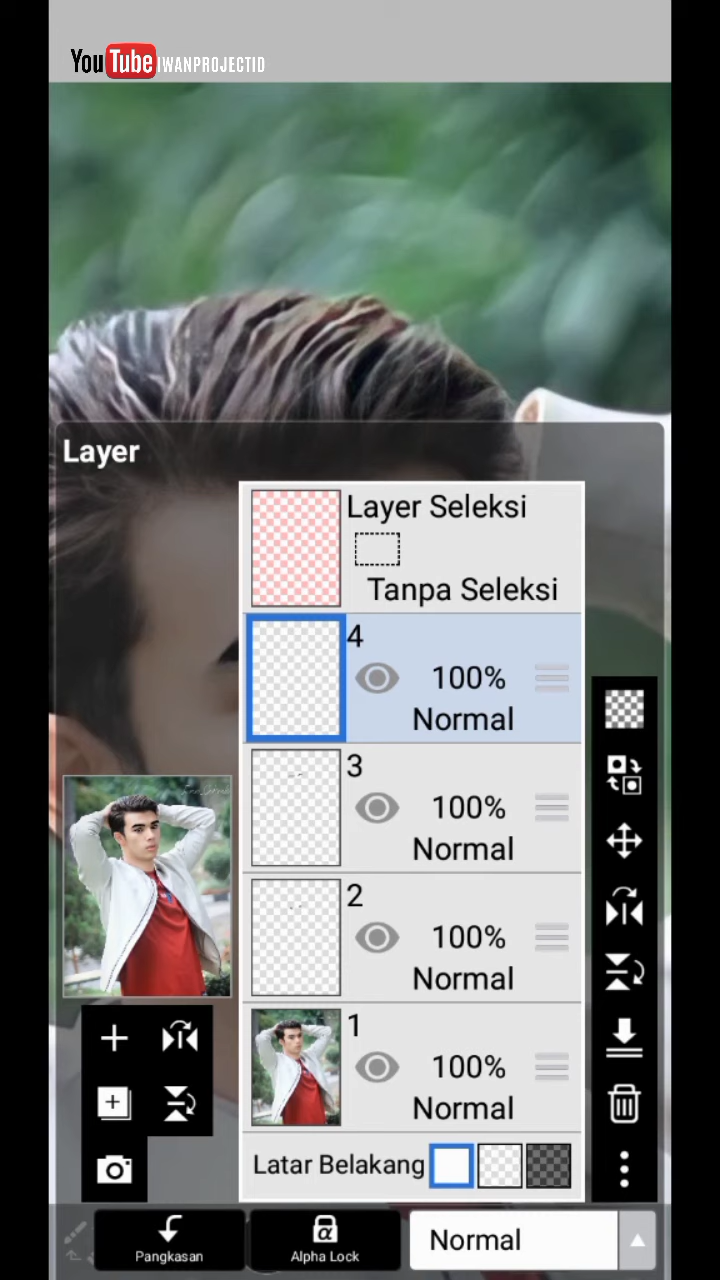 YouTube IWANPROJECTID
Layer
Layer Seleksi
Tanpa Seleksi
4
100%
Normal
3
100%
Normal
2
100%
Normal
1
100%
Normal
Latar Belakang
Pangkasan
α
Alpha Lock
Normal